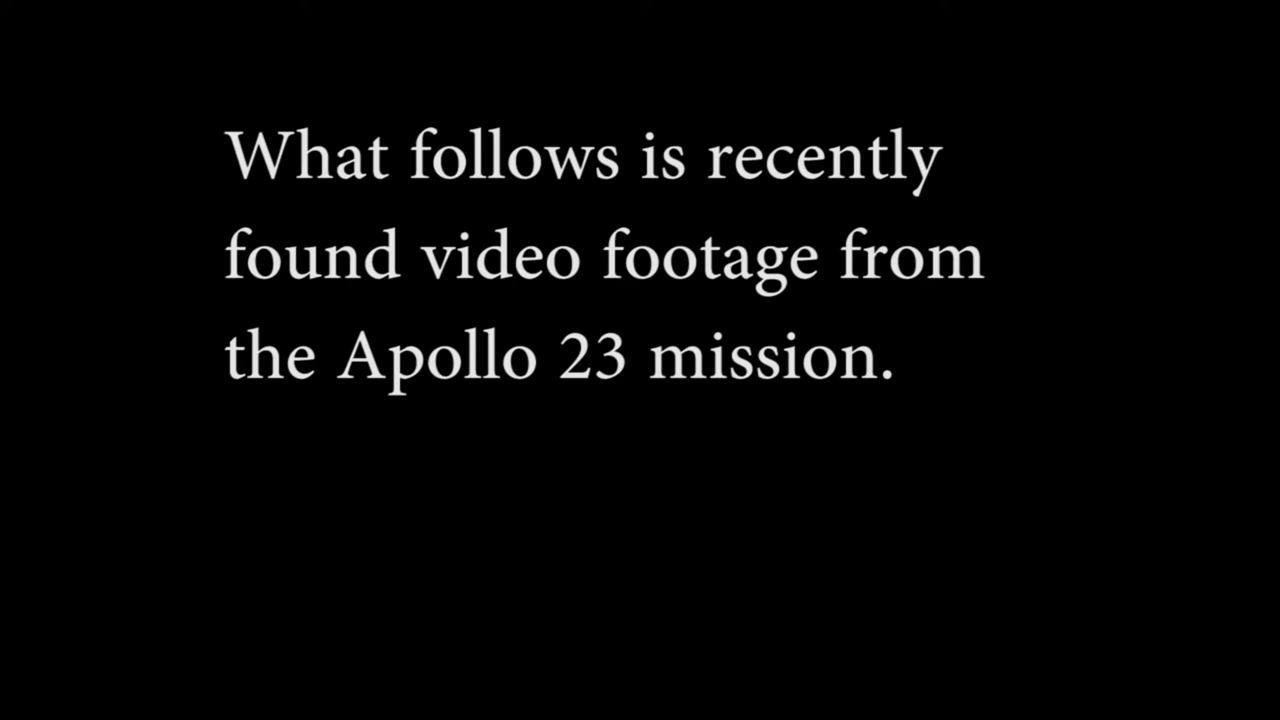 What follows is recently
found video footage from
the Apollo 23 mission.